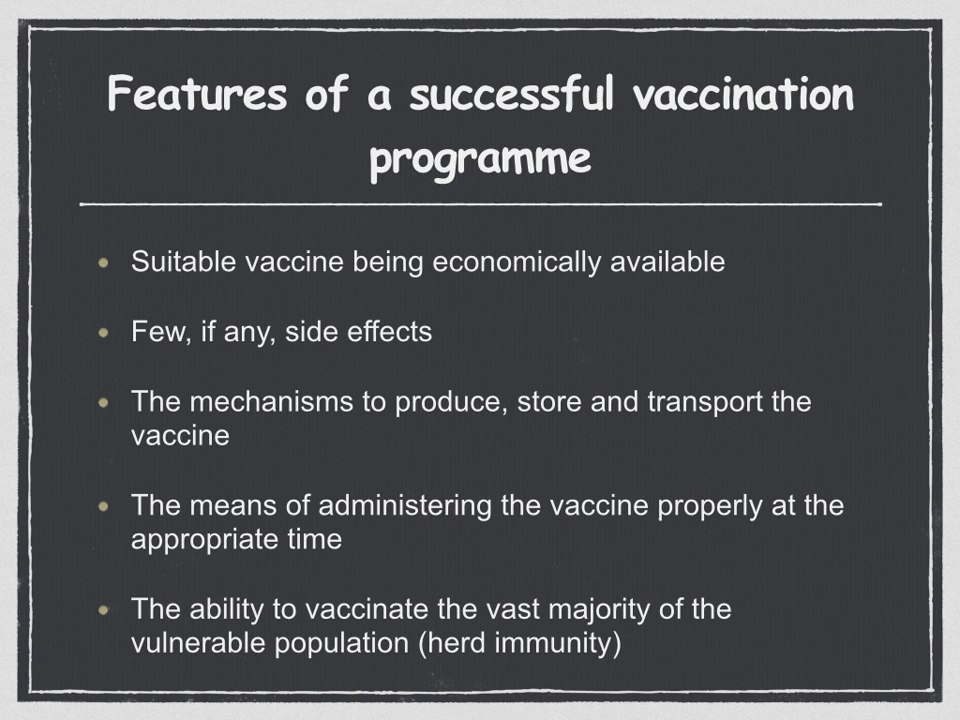 Features of a successful vaccination
programme
Suitable vaccine being economically available
Few, if any, side effects
The mechanisms to produce, store and transport the
vaccine
The means of administering the vaccine properly at the
appropriate time
The ability to vaccinate the vast majority of the
vulnerable population (herd immunity)